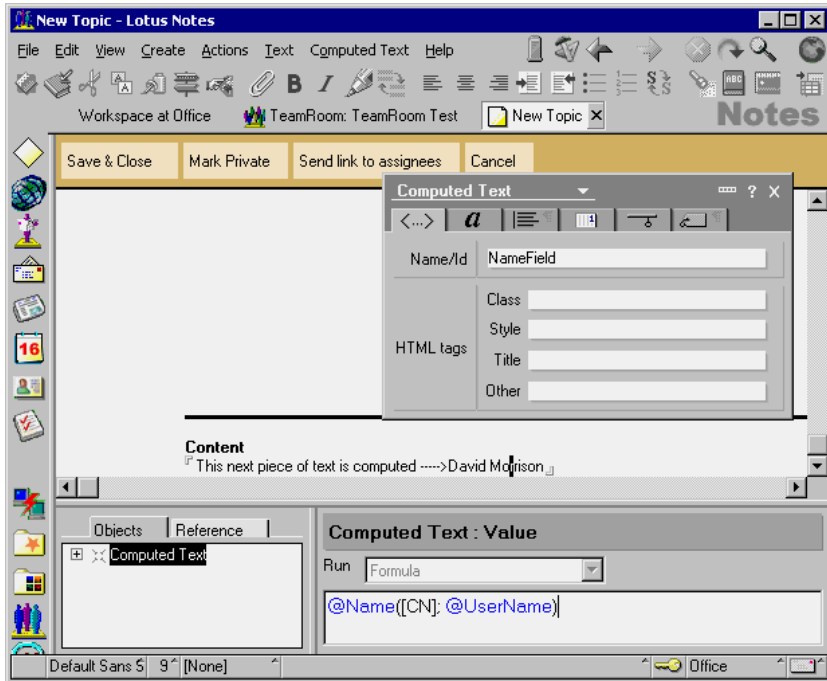 New Topic - Lotus Notes
File Edit View Create Actions Text Computed Text Help
Workspace at Office TeamRoom: TeamRoom Test New Topic Notes
Save & Close Mark Private Send link to assignees Cancel
Computed Text
<...> a
Name/Id NameField
Class
Style
HTML tags
Title
Other
16
Content
This next piece of text is computed ----->David Morrison
Objects Reference
Computed Text : Value
Computed Text
Run Formula
@Name([CN]; @UserName)
Default Sans S 9 [None] Office